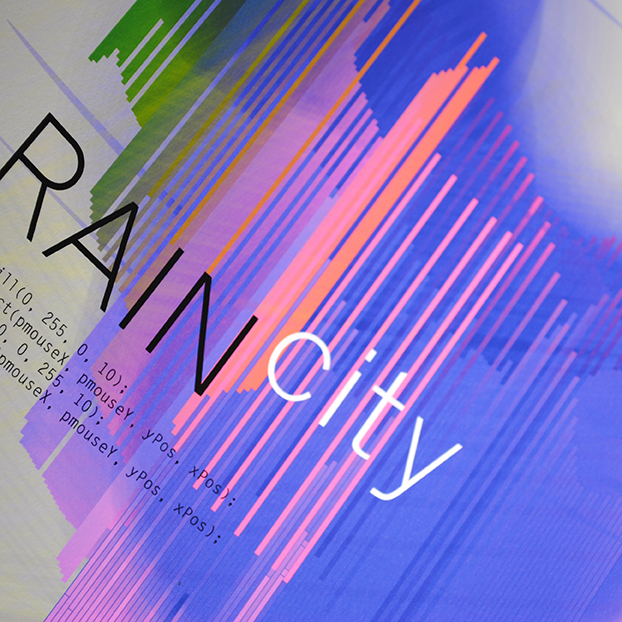 RAIN City
ill(0, 255, 0, 10);
ct(pmouseX, pmouseY, yPos, xPos);
0, 0, 255, 10);
pmouseX, pmouseY, yPos, xPos);